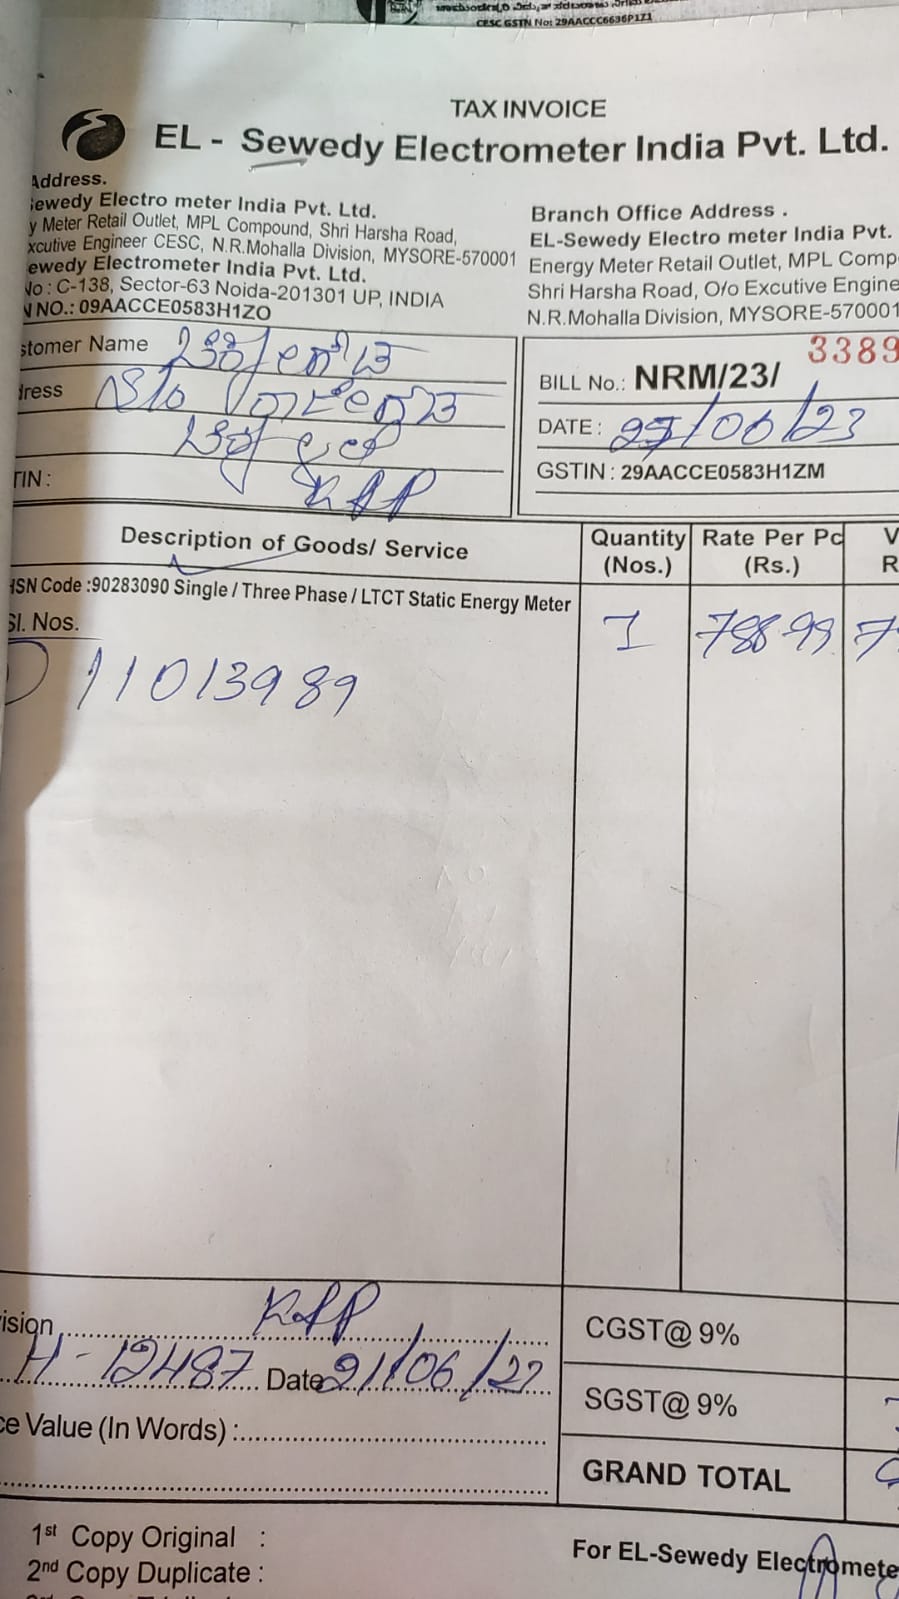 CESC GSTN No: 29AACCC6636P1Z1
TAX INVOICE
EL - Sewedy Electrometer India Pvt. Ltd.
Address.
ewedy Electro meter India Pvt. Ltd.
y Meter Retail Outlet, MPL Compound, Shri Harsha Road,
xcutive Engineer CESC, N.R.Mohalla Division, MYSORE-570001
ewedy Electrometer India Pvt. Ltd.
No : C-138, Sector-63 Noida-201301 UP, INDIA
N NO.: 09AACCE0583H1ZO
Branch Office Address .
EL-Sewedy Electro meter India Pvt.
Energy Meter Retail Outlet, MPL Comp
Shri Harsha Road, O/o Excutive Engine
N.R.Mohalla Division, MYSORE-570001
stomer Name
dress S/o
TIN :
3389
BILL No.: NRM/23/
DATE : /06/23
GSTIN : 29AACCE0583H1ZM
Description of Goods/ Service
Quantity (Nos.)
Rate Per Pc (Rs.)
V
R
HSN Code :90283090 Single / Three Phase / LTCT Static Energy Meter
Sl. Nos.
1 788-99 7
11013989
ision
H-12487 Date 21/06/
ce Value (In Words) :
CGST@ 9%
SGST@ 9%
GRAND TOTAL
1st Copy Original :
2nd Copy Duplicate :
For EL-Sewedy Electromete